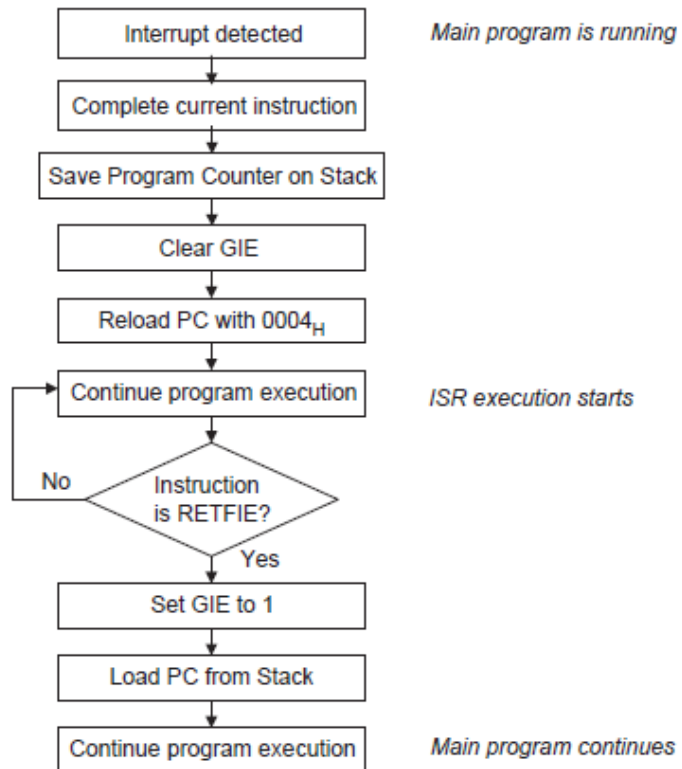 Interrupt detected
Main program is running
Complete current instruction
Save Program Counter on Stack
Clear GIE
Reload PC with 0004H
Continue program execution
ISR execution starts
No
Instruction
is RETFIE?
Yes
Set GIE to 1
Load PC from Stack
Continue program execution
Main program continues